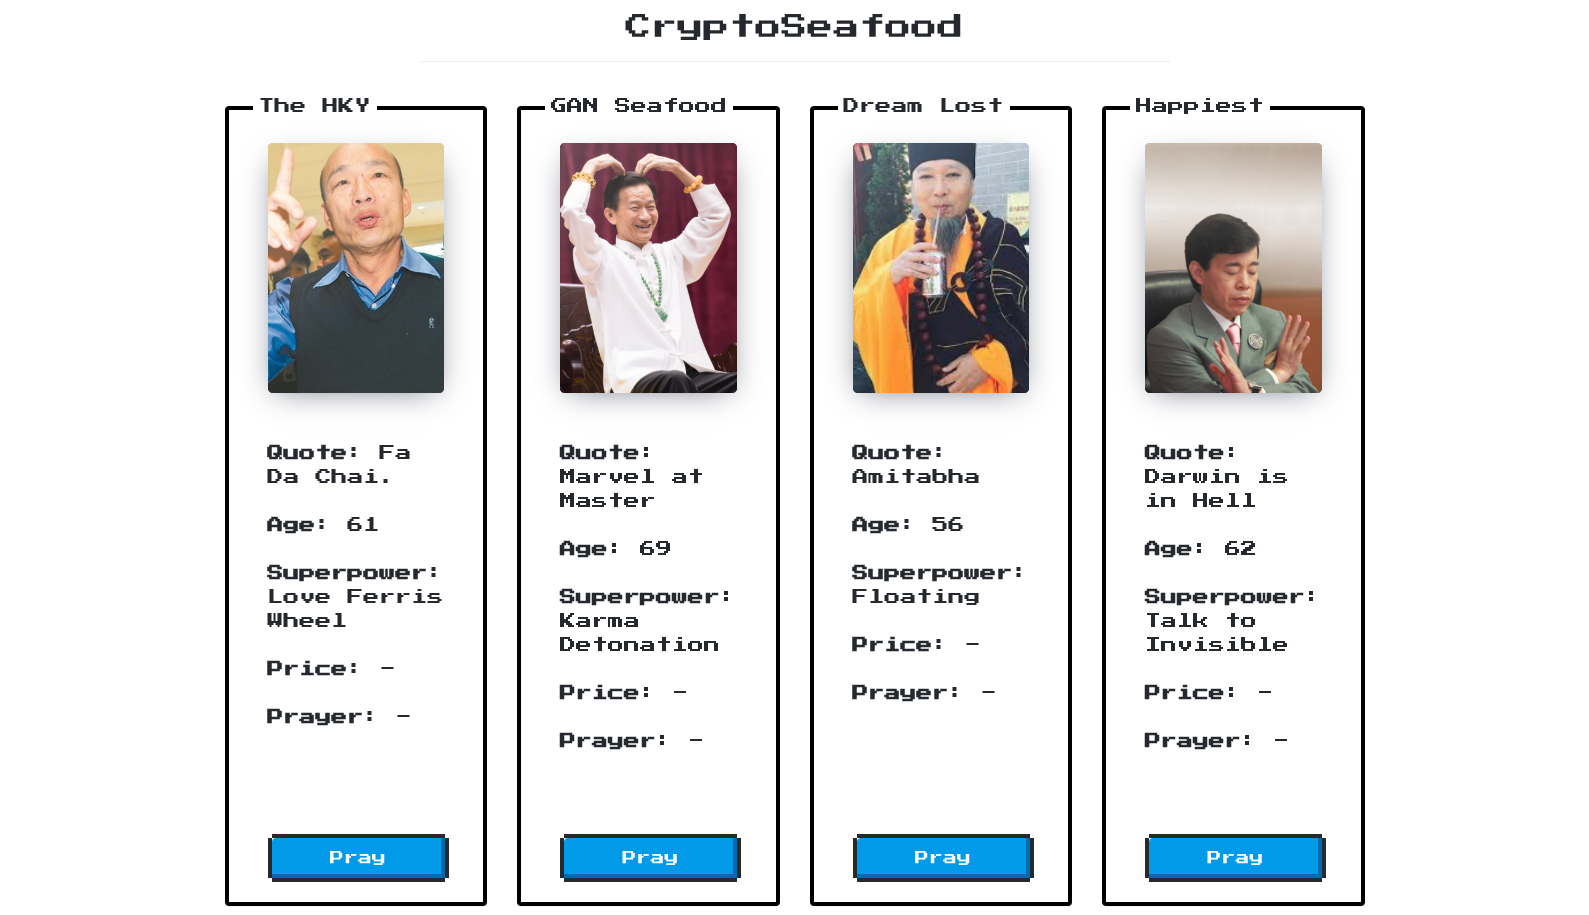 CryptoSeafood
The HKY
Quote: Fa
Da Chai.
Age: 61
Superpower:
Love Ferris
Wheel
Price: -
Prayer: -
Pray
GAN Seafood
Quote:
Marvel at
Master
Age: 69
Superpower:
Karma
Detonation
Price: -
Prayer: -
Pray
Dream Lost
Quote:
Amitabha
Age: 56
Superpower:
Floating
Price: -
Prayer: -
Pray
Happiest
Quote:
Darwin is
in Hell
Age: 62
Superpower:
Talk to
Invisible
Price: -
Prayer: -
Pray